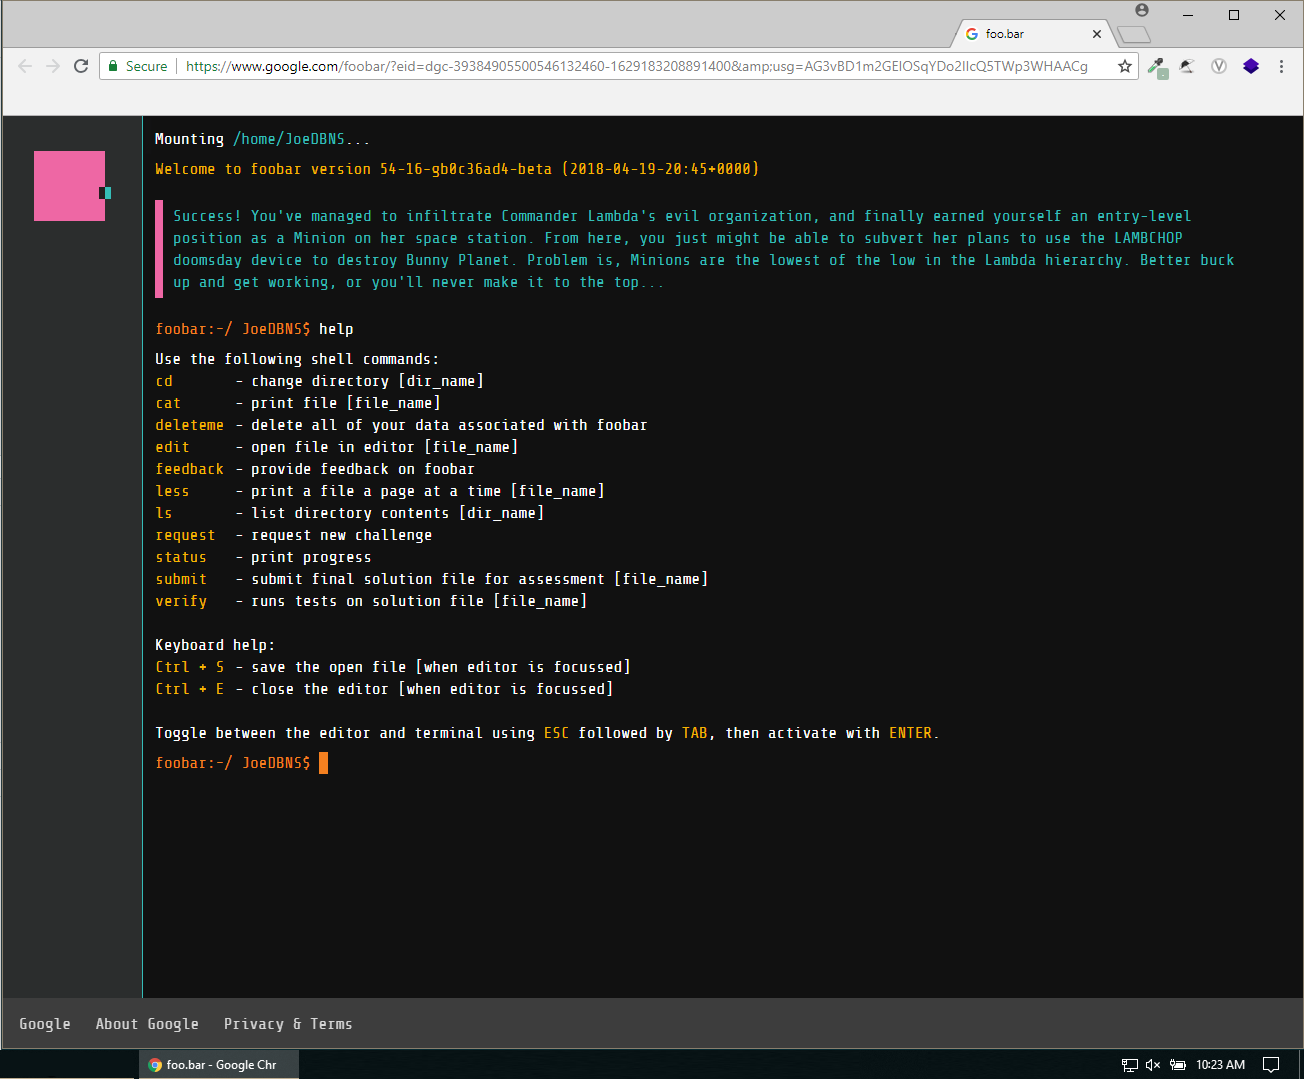 foo.bar
Secure
https://www.google.com/foobar/?eid=dgc-39384905500546132460-1629183208891400&amp;usg=AG3vBD1m2GEIOSqYDo2IIcQ5TWp3WHAACg
Mounting /home/JoeDBNS...
Welcome to foobar version 54-16-gb0c36ad4-beta (2018-04-19-20:45+0000)
Success! You've managed to infiltrate Commander Lambda's evil organization, and finally earned yourself an entry-level
position as a Minion on her space station. From here, you just might be able to subvert her plans to use the LAMBCHOP
doomsday device to destroy Bunny Planet. Problem is, Minions are the lowest of the low in the Lambda hierarchy. Better buck
up and get working, or you'll never make it to the top...
foobar:~/ JoeDBNS$ help
Use the following shell commands:
cd - change directory [dir_name]
cat - print file [file_name]
deleteme - delete all of your data associated with foobar
edit - open file in editor [file_name]
feedback - provide feedback on foobar
less - print a file a page at a time [file_name]
ls - list directory contents [dir_name]
request - request new challenge
status - print progress
submit - submit final solution file for assessment [file_name]
verify - runs tests on solution file [file_name]
Keyboard help:
Ctrl + S - save the open file [when editor is focussed]
Ctrl + E - close the editor [when editor is focussed]
Toggle between the editor and terminal using ESC followed by TAB, then activate with ENTER.
foobar:~/ JoeDBNS$
Google About Google Privacy & Terms
foo.bar - Google Chr
10:23 AM